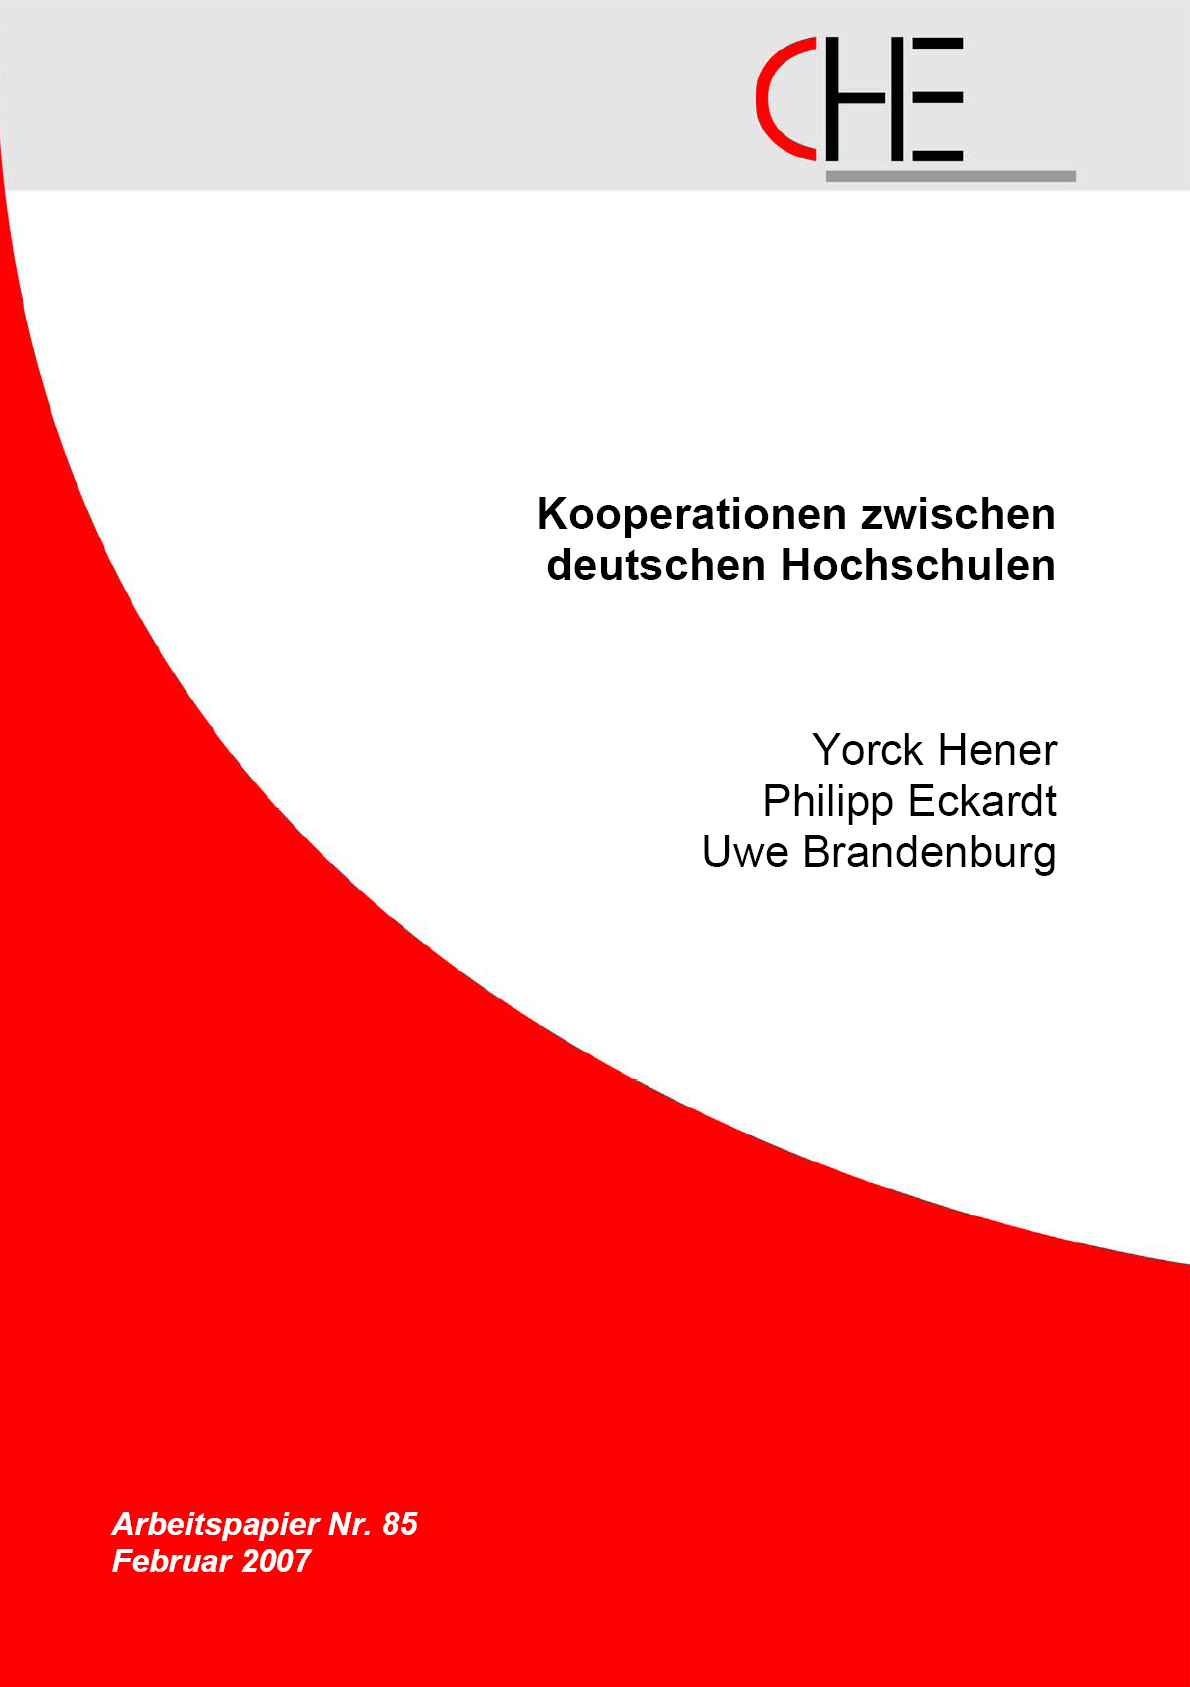 CHE
Kooperationen zwischen
deutschen Hochschulen
Yorck Hener
Philipp Eckardt
Uwe Brandenburg
Arbeitspapier Nr. 85
Februar 2007